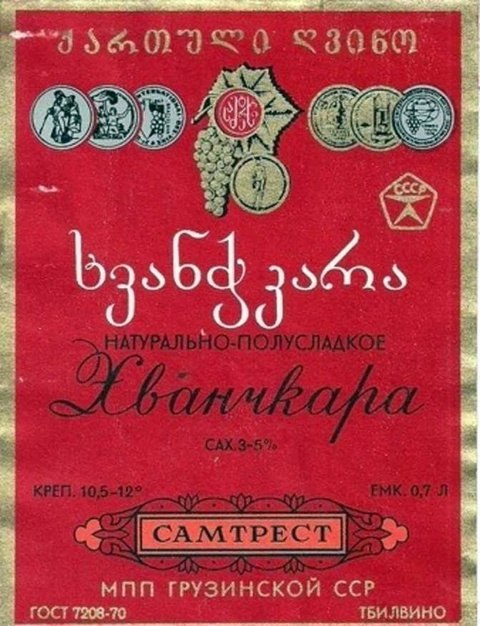 ქართული ღვინო
СССР
ხვანჭკარა
НАТУРАЛЬНО-ПОЛУСЛАДКОЕ
Хванчкара
САХ.3-5%
КРЕП. 10,5-12° ЕМК. 0,7 Л
САМТРЕСТ
МПП ГРУЗИНСКОЙ ССР
ГОСТ 7208-70 ТБИЛВИНО